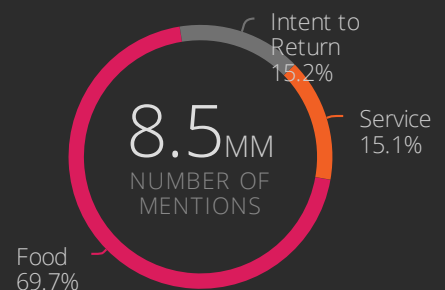 Intent to
Return
15.2%
Service
15.1%
8.5MM
NUMBER OF
MENTIONS
Food
69.7%